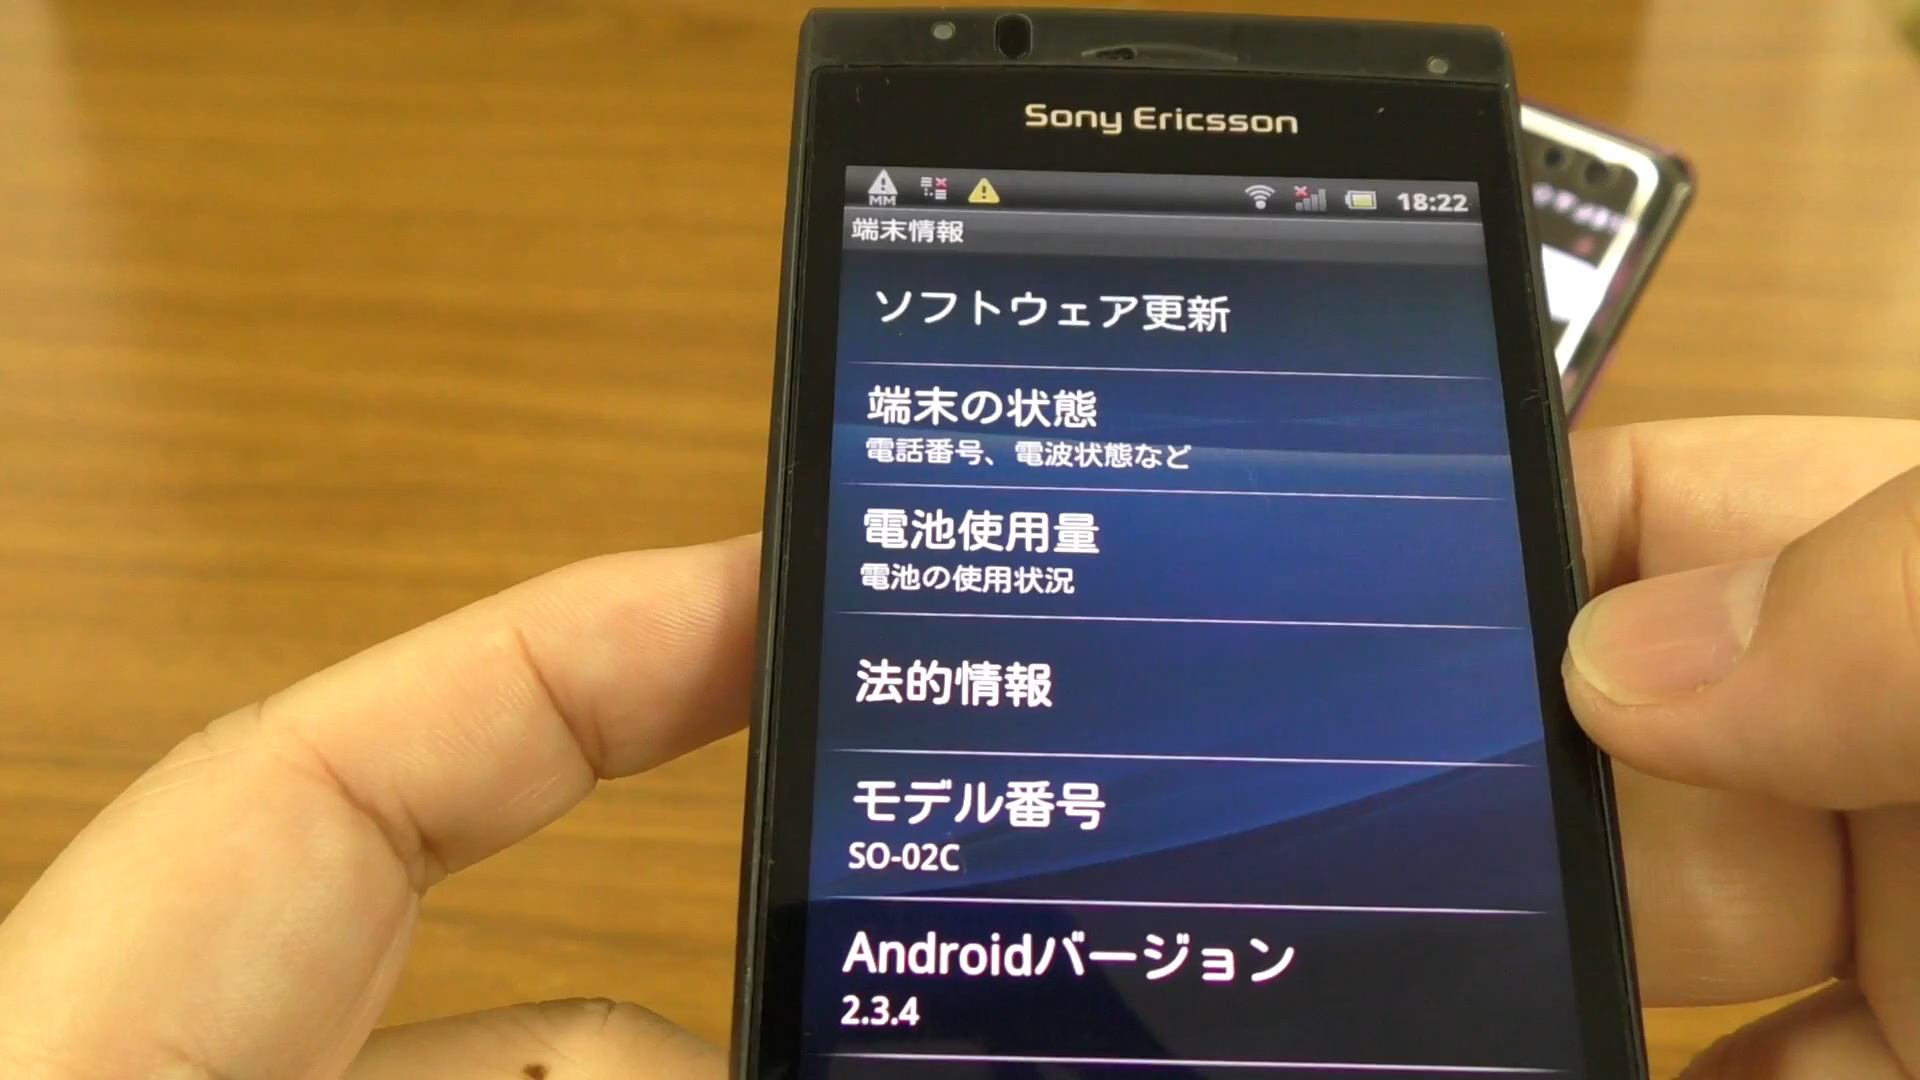 Sony Ericsson
MM
18:22
端末情報
ソフトウェア更新
端末の状態
電話番号、電波状態など
電池使用量
電池の使用状況
法的情報
モデル番号
SO-02C
Androidバージョン
2.3.4